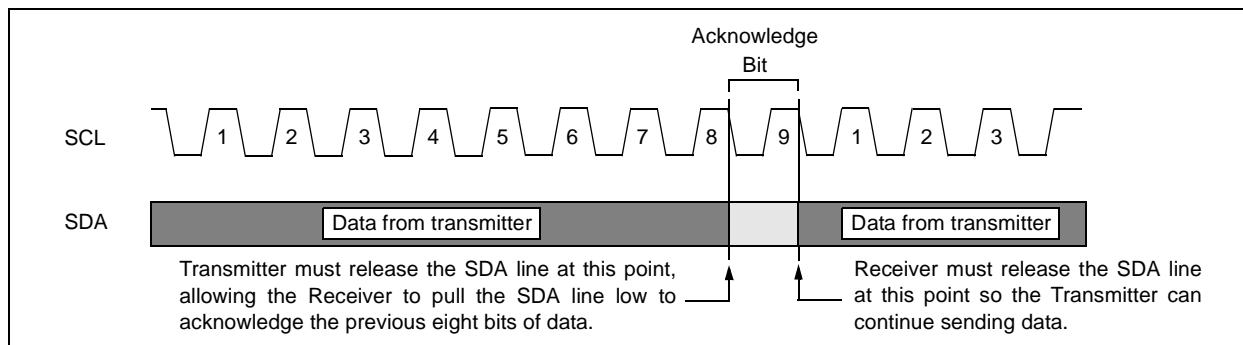 Acknowledge
Bit
SCL 1 2 3 4 5 6 7 8 9 1 2 3
SDA Data from transmitter Data from transmitter
Transmitter must release the SDA line at this point,
allowing the Receiver to pull the SDA line low to
acknowledge the previous eight bits of data.
Receiver must release the SDA line
at this point so the Transmitter can
continue sending data.